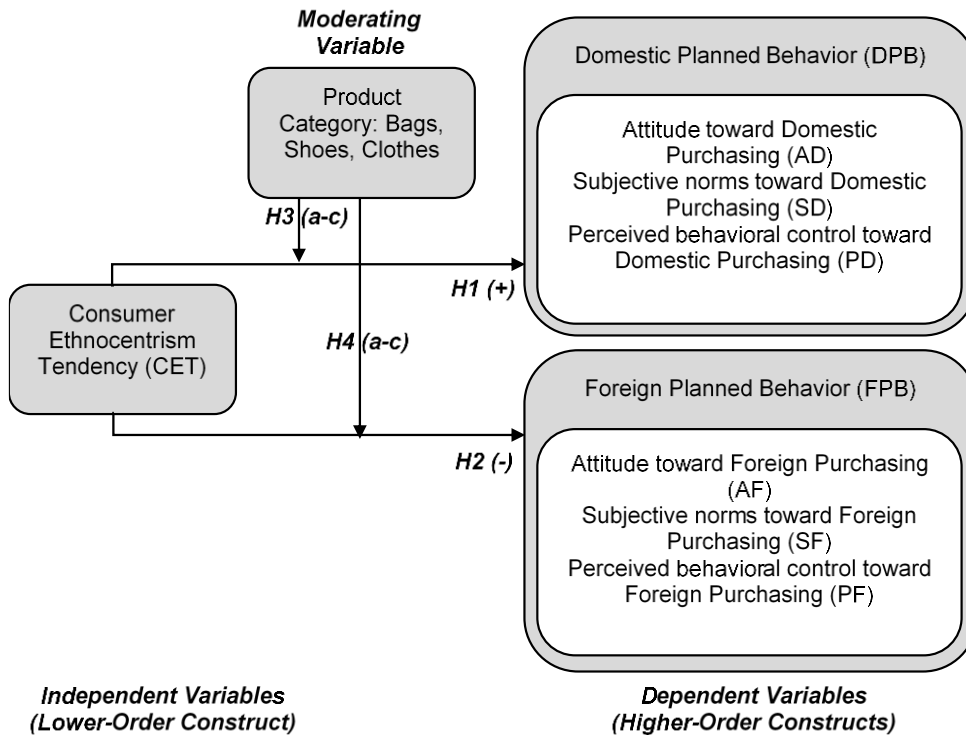 Moderating
Variable
Product
Category: Bags,
Shoes, Clothes
H3 (a-c)
H1 (+)
Consumer
Ethnocentrism
Tendency (CET)
H4 (a-c)
H2 (-)
Domestic Planned Behavior (DPB)
Attitude toward Domestic
Purchasing (AD)
Subjective norms toward Domestic
Purchasing (SD)
Perceived behavioral control toward
Domestic Purchasing (PD)
Foreign Planned Behavior (FPB)
Attitude toward Foreign Purchasing
(AF)
Subjective norms toward Foreign
Purchasing (SF)
Perceived behavioral control toward
Foreign Purchasing (PF)
Independent Variables
(Lower-Order Construct)
Dependent Variables
(Higher-Order Constructs)